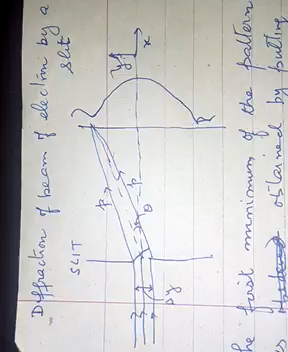 Diffraction of beam of electron by a
slit
y
x
p
p
θ
SLIT
Δy
he first minimum of the pattern
is obtained by putting